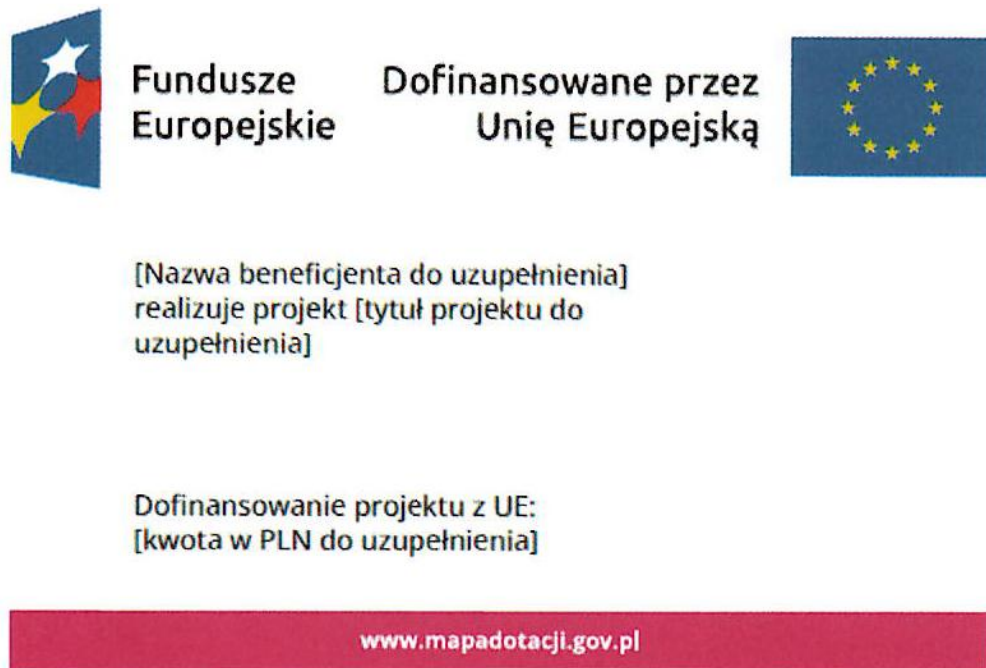 Fundusze
Europejskie
Dofinansowane przez
Unię Europejską
[Nazwa beneficjenta do uzupełnienia]
realizuje projekt [tytuł projektu do
uzupełnienia]
Dofinansowanie projektu z UE:
[kwota w PLN do uzupełnienia]
www.mapadotacji.gov.pl